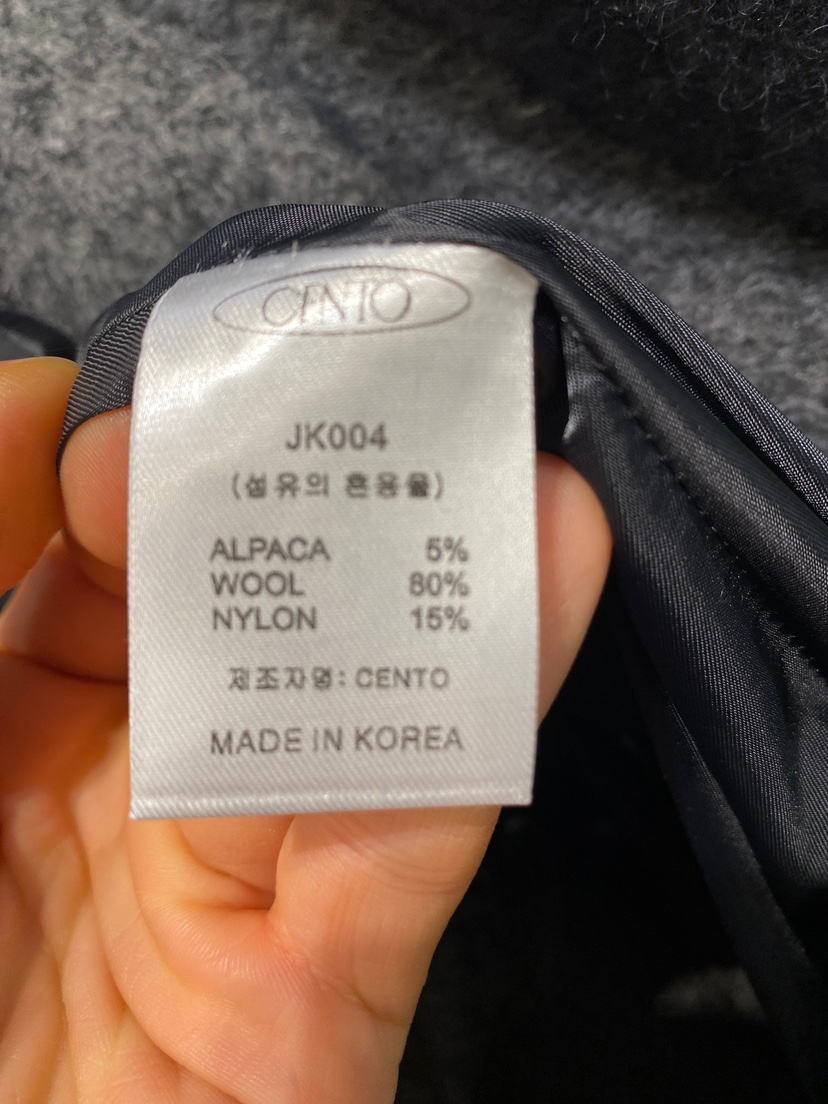 CENTO
JK004
(섬유의 혼용율)
ALPACA 5%
WOOL 80%
NYLON 15%
제조자명: CENTO
MADE IN KOREA